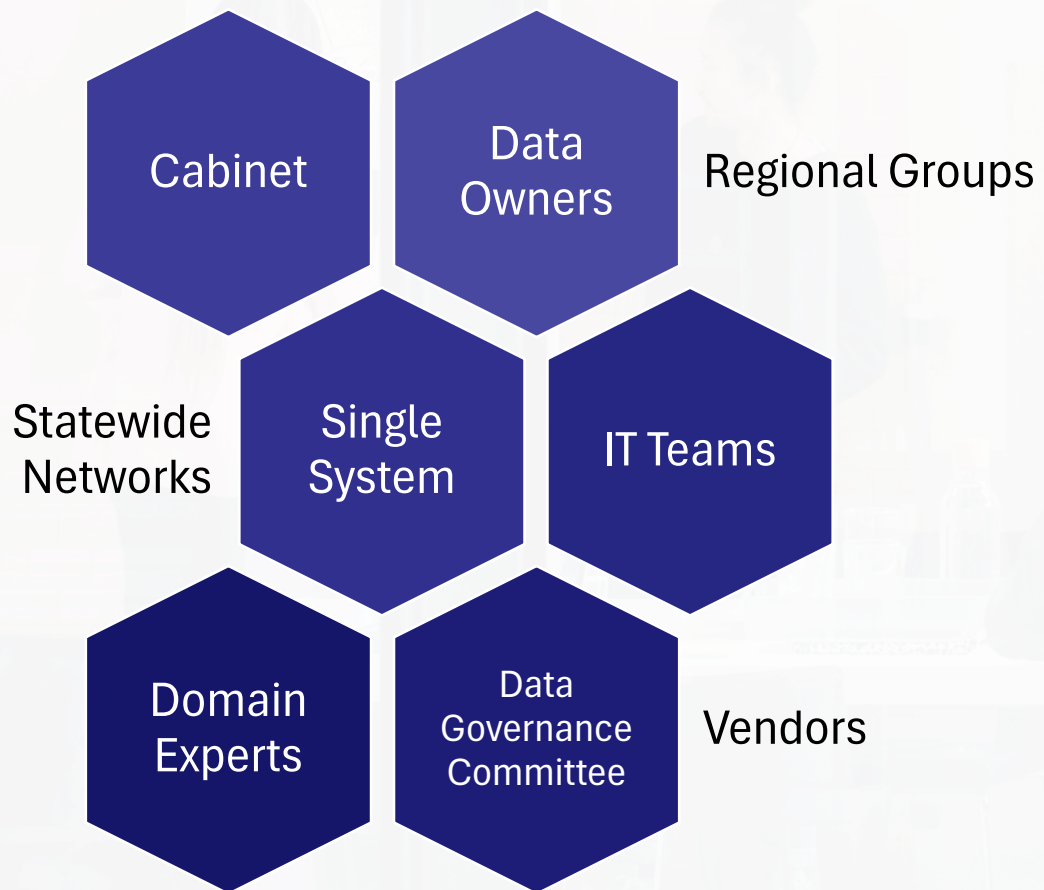 Cabinet
Data
Owners
Regional Groups
Statewide
Networks
Single
System
IT Teams
Domain
Experts
Data
Governance
Committee
Vendors